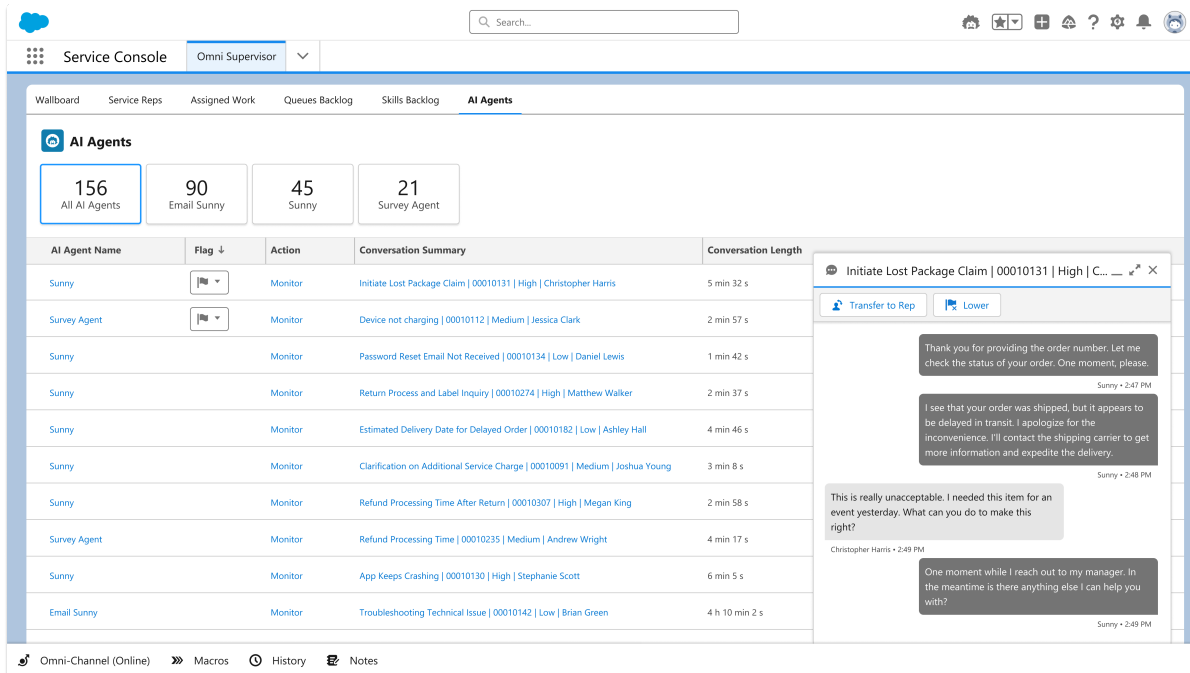 Search...
Service Console
Omni Supervisor
Wallboard Service Reps Assigned Work Queues Backlog Skills Backlog AI Agents
AI Agents
156 90 45 21
All AI Agents Email Sunny Sunny Survey Agent
AI Agent Name Flag ↓ Action Conversation Summary Conversation Length
Sunny Monitor Initiate Lost Package Claim | 00010131 | High | Christopher Harris 5 min 32 s
Survey Agent Monitor Device not charging | 00010112 | Medium | Jessica Clark 2 min 57 s
Sunny Monitor Password Reset Email Not Received | 00010134 | Low | Daniel Lewis 1 min 42 s
Sunny Monitor Return Process and Label Inquiry | 00010274 | High | Matthew Walker 2 min 37 s
Sunny Monitor Estimated Delivery Date for Delayed Order | 00010182 | Low | Ashley Hall 4 min 46 s
Sunny Monitor Clarification on Additional Service Charge | 00010091 | Medium | Joshua Young 3 min 8 s
Sunny Monitor Refund Processing Time After Return | 00010307 | High | Megan King 2 min 58 s
Survey Agent Monitor Refund Processing Time | 00010235 | Medium | Andrew Wright 4 min 17 s
Sunny Monitor App Keeps Crashing | 00010130 | High | Stephanie Scott 6 min 5 s
Email Sunny Monitor Troubleshooting Technical Issue | 00010142 | Low | Brian Green 4 h 10 min 2 s
Initiate Lost Package Claim | 00010131 | High | C...
Transfer to Rep Lower
Thank you for providing the order number. Let me
check the status of your order. One moment, please.
Sunny • 2:47 PM
I see that your order was shipped, but it appears to
be delayed in transit. I apologize for the
inconvenience. I'll contact the shipping carrier to get
more information and expedite the delivery.
Sunny • 2:48 PM
This is really unacceptable. I needed this item for an
event yesterday. What can you do to make this
right?
Christopher Harris • 2:49 PM
One moment while I reach out to my manager. In
the meantime is there anything else I can help you
with?
Sunny • 2:49 PM
Omni-Channel (Online) Macros History Notes